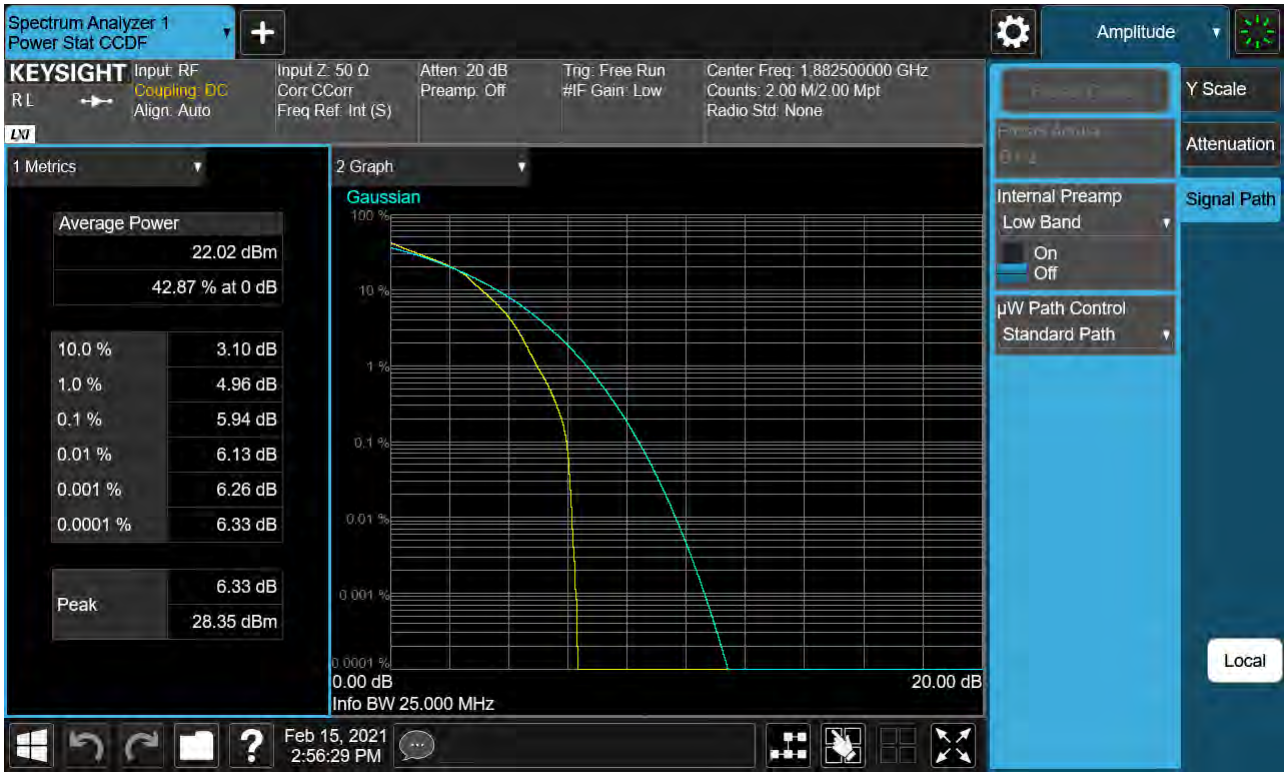 Spectrum Analyzer 1
Power Stat CCDF
+
Amplitude
KEYSIGHT
R L
LXI
Input: RF
Coupling: DC
Align: Auto
Input Z: 50 Ω
Corr CCorr
Freq Ref: Int (S)
Atten: 20 dB
Preamp: Off
Trig: Free Run
#IF Gain: Low
Center Freq: 1.882500000 GHz
Counts: 2.00 M/2.00 Mpt
Radio Std: None
1 Metrics
Average Power
22.02 dBm
42.87 % at 0 dB
10.0 % 3.10 dB
1.0 % 4.96 dB
0.1 % 5.94 dB
0.01 % 6.13 dB
0.001 % 6.26 dB
0.0001 % 6.33 dB
Peak
6.33 dB
28.35 dBm
2 Graph
Gaussian
100 %
10 %
1 %
0.1 %
0.01 %
0.001 %
0.0001 %
0.00 dB
20.00 dB
Info BW 25.000 MHz
Internal Preamp
Low Band
On
Off
µW Path Control
Standard Path
Y Scale
Attenuation
Signal Path
Local
?
Feb 15, 2021
2:56:29 PM